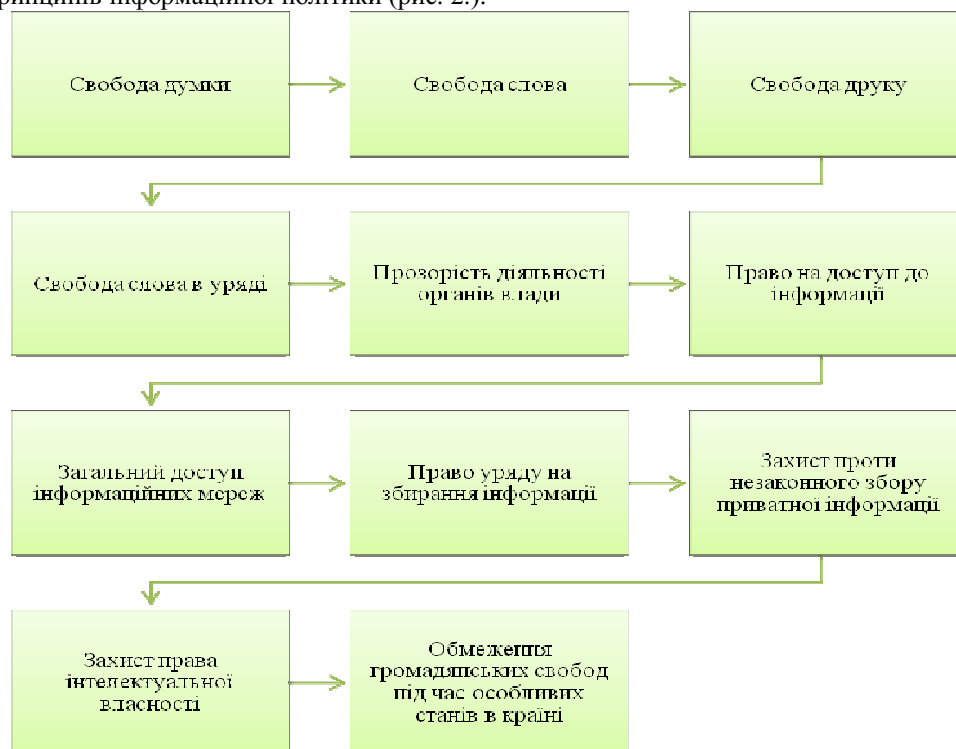 принципів інформаційної політики (рис. 2.).
Свобода думки
Свобода слова
Свобода друку
Свобода слова в уряді
Прозорість діяльності
органів влади
Право на доступ до
інформації
Загальний доступ
інформаційних мереж
Право уряду на
збирання інформації
Захист проти
незаконного збору
приватної інформації
Захист права
інтелектуальної
власності
Обмеження
громадянських свобод
під час особливих
станів в країні